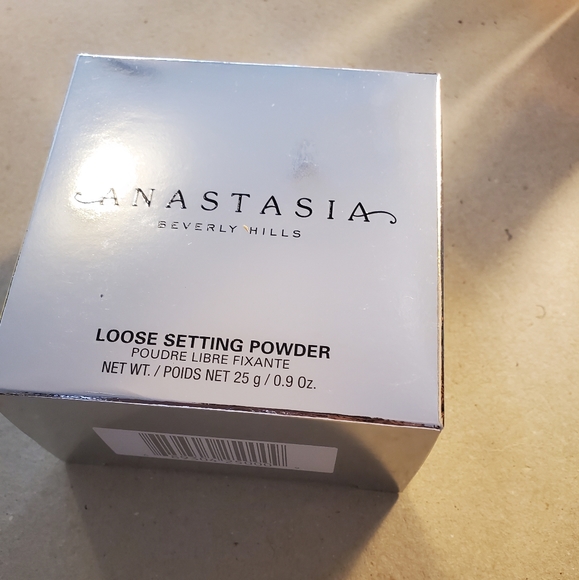 ANASTASIA
BEVERLY HILLS
LOOSE SETTING POWDER
POUDRE LIBRE FIXANTE
NET WT. / POIDS NET 25 g / 0.9 Oz.